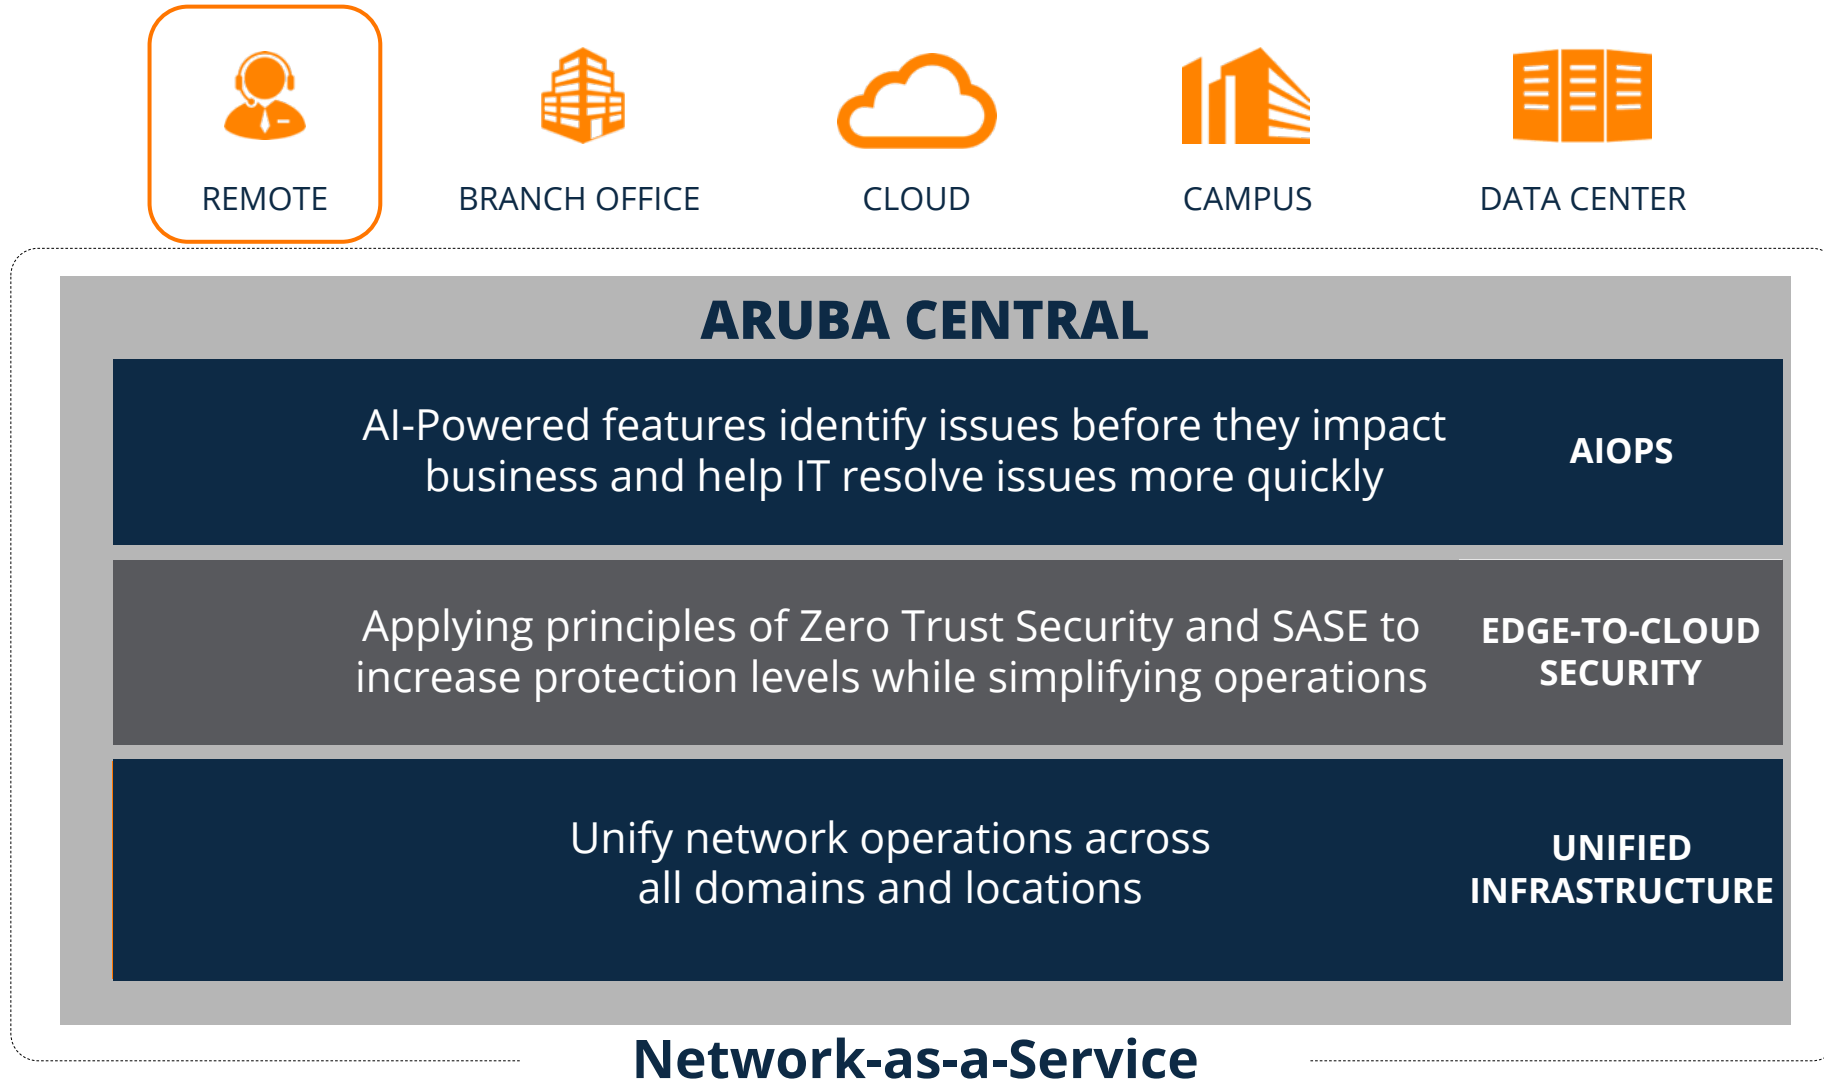 REMOTE
BRANCH OFFICE
CLOUD
CAMPUS
DATA CENTER
ARUBA CENTRAL
AI-Powered features identify issues before they impact
business and help IT resolve issues more quickly
AIOPS
Applying principles of Zero Trust Security and SASE to
increase protection levels while simplifying operations
EDGE-TO-CLOUD
SECURITY
Unify network operations across
all domains and locations
UNIFIED
INFRASTRUCTURE
Network-as-a-Service